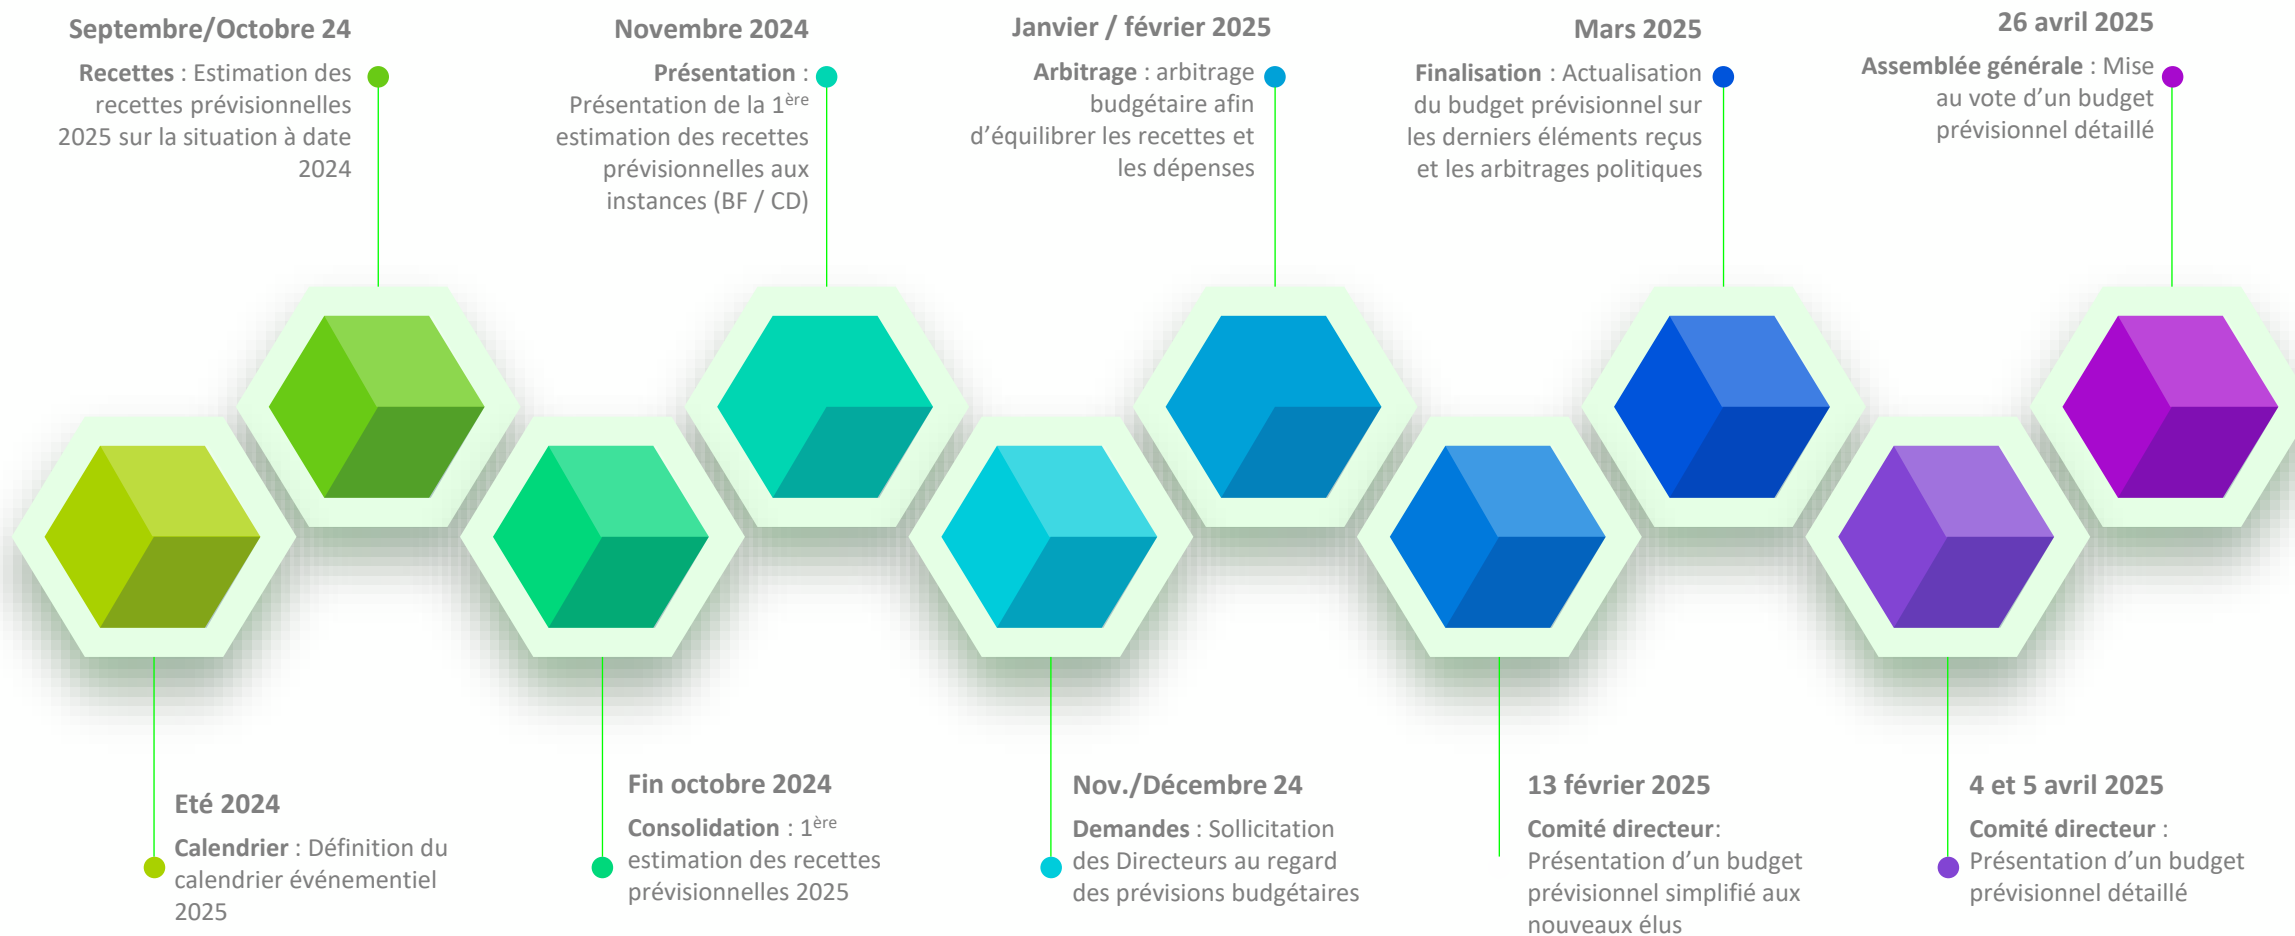 Septembre/Octobre 24
Recettes : Estimation des
recettes prévisionnelles
2025 sur la situation à date
2024
Novembre 2024
Présentation :
Présentation de la 1ère
estimation des recettes
prévisionnelles aux
instances (BF / CD)
Janvier / février 2025
Arbitrage : arbitrage
budgétaire afin
d’équilibrer les recettes et
les dépenses
Mars 2025
Finalisation : Actualisation
du budget prévisionnel sur
les derniers éléments reçus
et les arbitrages politiques
26 avril 2025
Assemblée générale : Mise
au vote d’un budget
prévisionnel détaillé
Eté 2024
Calendrier : Définition du
calendrier événementiel
2025
Fin octobre 2024
Consolidation : 1ère
estimation des recettes
prévisionnelles 2025
Nov./Décembre 24
Demandes : Sollicitation
des Directeurs au regard
des prévisions budgétaires
13 février 2025
Comité directeur:
Présentation d’un budget
prévisionnel simplifié aux
nouveaux élus
4 et 5 avril 2025
Comité directeur :
Présentation d’un budget
prévisionnel détaillé